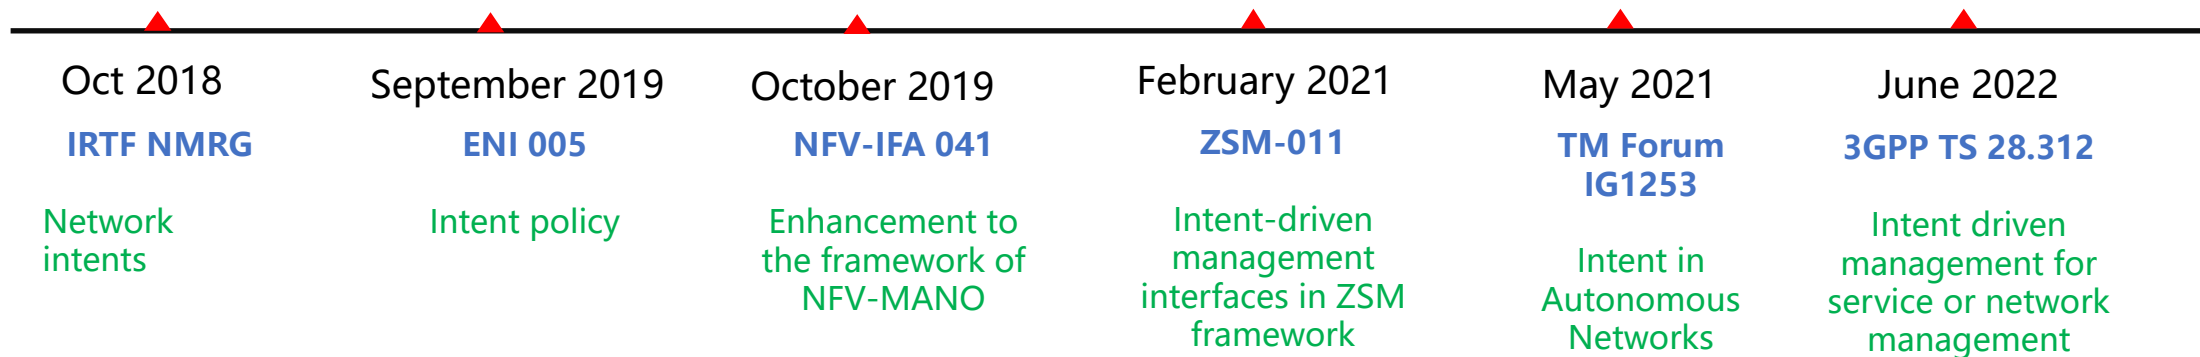 Oct 2018
IRTF NMRG
Network
intents
September 2019
ENI 005
Intent policy
October 2019
NFV-IFA 041
Enhancement to
the framework of
NFV-MANO
February 2021
ZSM-011
Intent-driven
management
interfaces in ZSM
framework
May 2021
TM Forum
IG1253
Intent in
Autonomous
Networks
June 2022
3GPP TS 28.312
Intent driven
management for
service or network
management